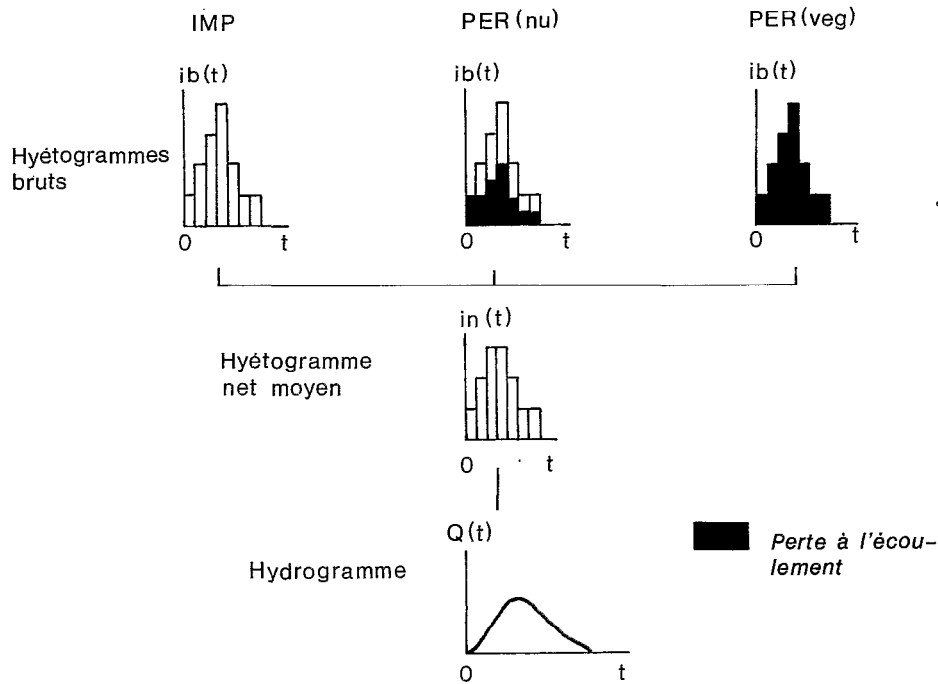 IMP
PER (nu)
PER (veg)
ib(t)
ib(t)
ib(t)
Hyétogrammes
bruts
0
t
0
t
0
t
in (t)
Hyétogramme
net moyen
0
t
Q(t)
Perte à l'écou-
lement
Hydrogramme
0
t